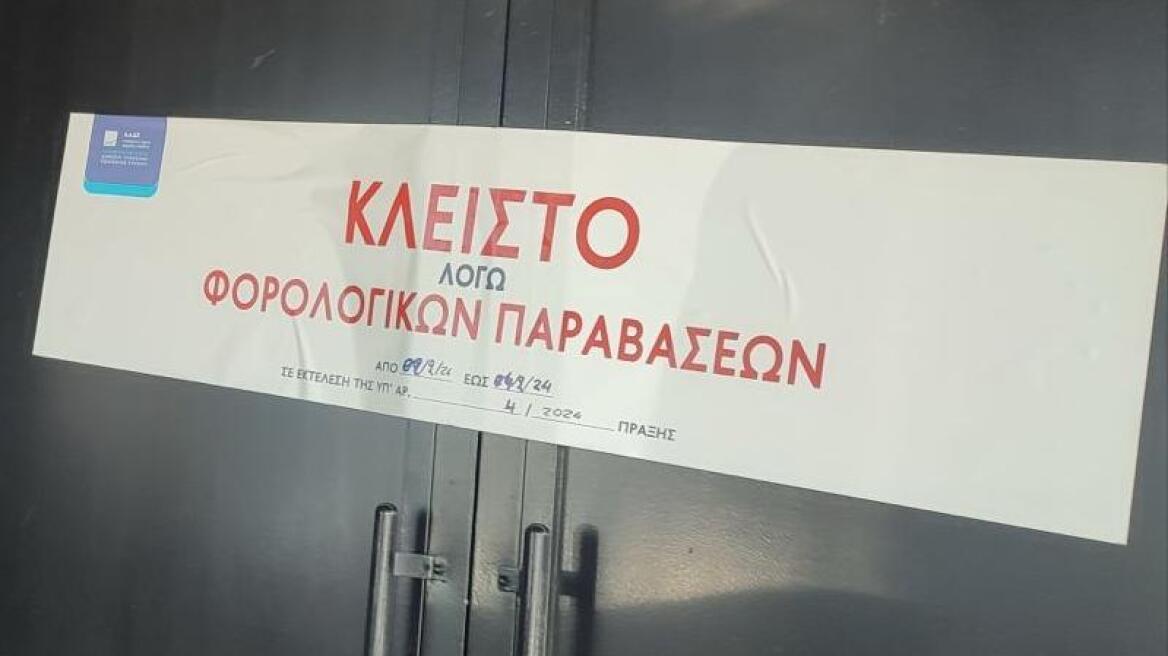 Α.Α.Δ.Ε
ΚΛΕΙΣΤΟ
ΛΟΓΩ
ΦΟΡΟΛΟΓΙΚΩΝ ΠΑΡΑΒΑΣΕΩΝ
ΑΠΟ ΕΩΣ
ΣΕ ΕΚΤΕΛΕΣΗ ΤΗΣ ΥΠ' ΑΡ. 4 / 2024 ΠΡΑΞΗΣ